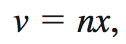 v = nx,